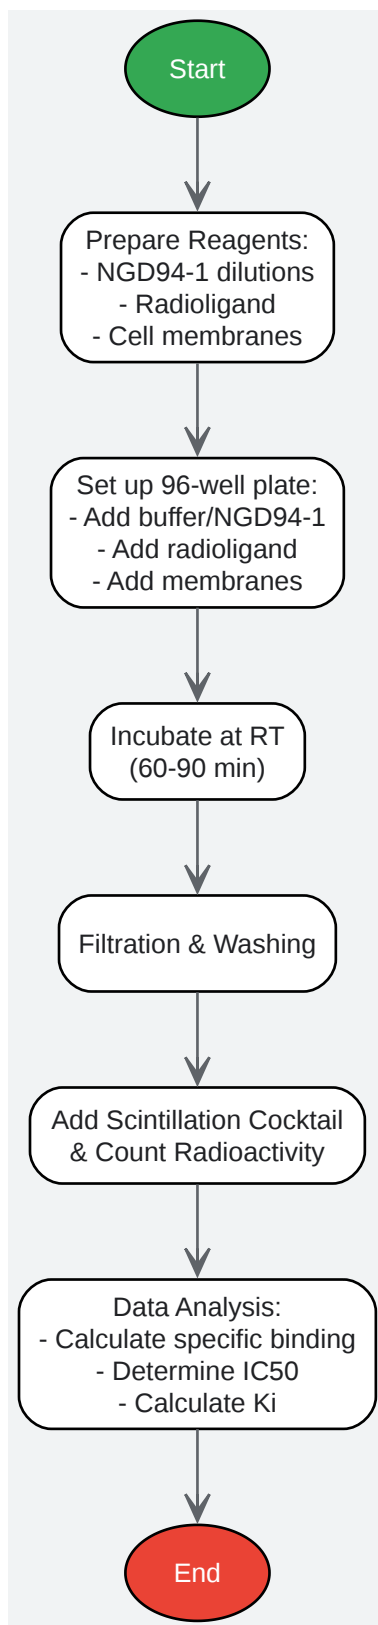 Start
Prepare Reagents:
- NGD94-1 dilutions
- Radioligand
- Cell membranes
Set up 96-well plate:
- Add buffer/NGD94-1
- Add radioligand
- Add membranes
Incubate at RT
(60-90 min)
Filtration & Washing
Add Scintillation Cocktail
& Count Radioactivity
Data Analysis:
- Calculate specific binding
- Determine IC50
- Calculate Ki
End